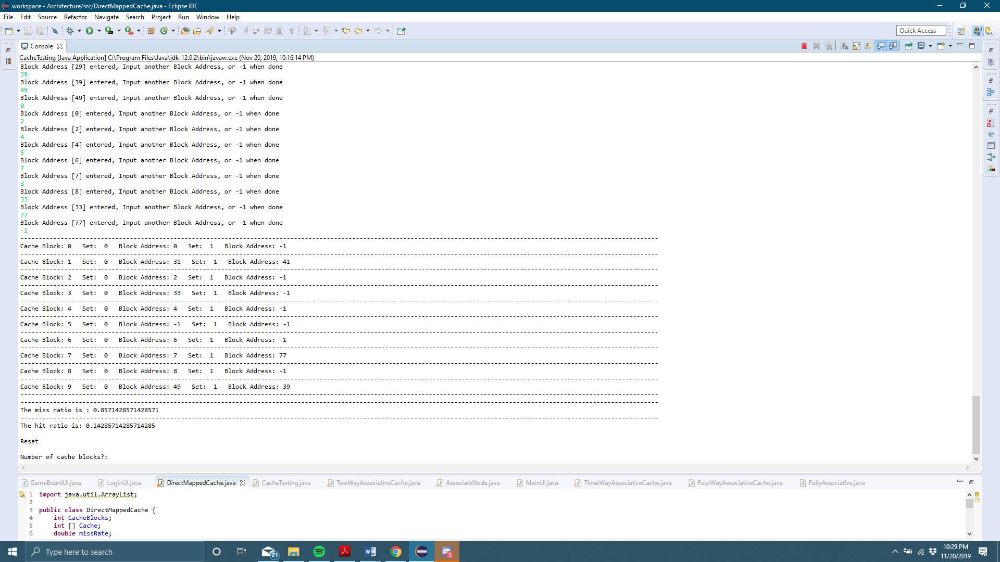 workspace - Architecture/src/DirectMappedCache.java - Eclipse IDE
File Edit Source Refactor Navigate Search Project Run Window Help
Quick Access
Console
CacheTesting [Java Application] C:\Program Files\Java\jdk-12.0.2\bin\javaw.exe (Nov 20, 2019, 10:16:14 PM)
Block Address [29] entered, Input another Block Address, or -1 when done
39
Block Address [39] entered, Input another Block Address, or -1 when done
49
Block Address [49] entered, Input another Block Address, or -1 when done
0
Block Address [0] entered, Input another Block Address, or -1 when done
2
Block Address [2] entered, Input another Block Address, or -1 when done
4
Block Address [4] entered, Input another Block Address, or -1 when done
6
Block Address [6] entered, Input another Block Address, or -1 when done
7
Block Address [7] entered, Input another Block Address, or -1 when done
8
Block Address [8] entered, Input another Block Address, or -1 when done
33
Block Address [33] entered, Input another Block Address, or -1 when done
77
Block Address [77] entered, Input another Block Address, or -1 when done
-1
Cache Block: 0 Set: 0 Block Address: 0 Set: 1 Block Address: -1
Cache Block: 1 Set: 0 Block Address: 31 Set: 1 Block Address: 41
Cache Block: 2 Set: 0 Block Address: 2 Set: 1 Block Address: -1
Cache Block: 3 Set: 0 Block Address: 33 Set: 1 Block Address: -1
Cache Block: 4 Set: 0 Block Address: 4 Set: 1 Block Address: -1
Cache Block: 5 Set: 0 Block Address: -1 Set: 1 Block Address: -1
Cache Block: 6 Set: 0 Block Address: 6 Set: 1 Block Address: -1
Cache Block: 7 Set: 0 Block Address: 7 Set: 1 Block Address: 77
Cache Block: 8 Set: 0 Block Address: 8 Set: 1 Block Address: -1
Cache Block: 9 Set: 0 Block Address: 49 Set: 1 Block Address: 39
The miss ratio is : 0.8571428571428571
The hit ratio is: 0.14285714285714285
Reset
Number of cache blocks?:
GameBoardUI.java LoginUI.java DirectMappedCache.java CacheTesting.java TwoWayAssociativeCache.java AssociateNode.java MainUI.java ThreeWayAssociativeCache.java FourWayAssociativeCache.java FullyAssociative.java
1 import java.util.ArrayList;
2
3 public class DirectMappedCache {
4 int CacheBlocks;
5 int [] Cache;
6 double missRate;
Type here to search
21
3
10:29 PM
11/20/2019